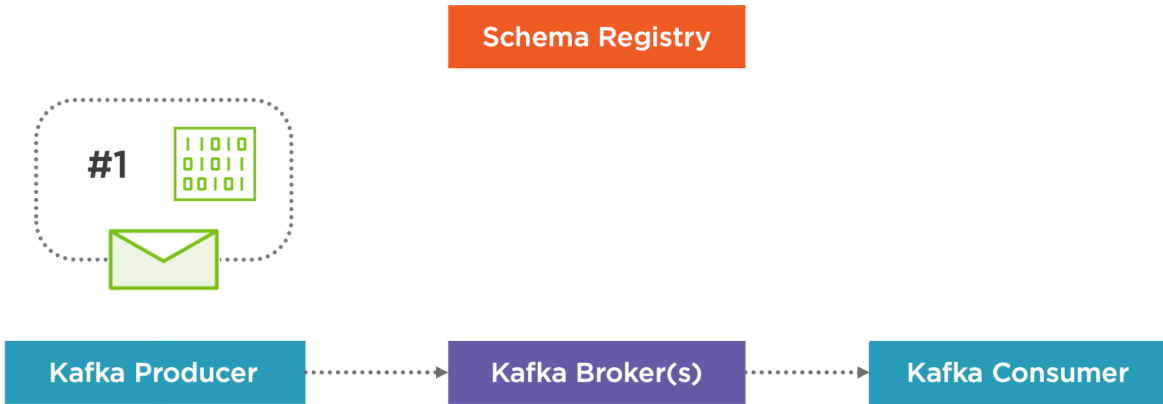 Schema Registry
#1
11010
01011
00101
Kafka Producer
Kafka Broker(s)
Kafka Consumer